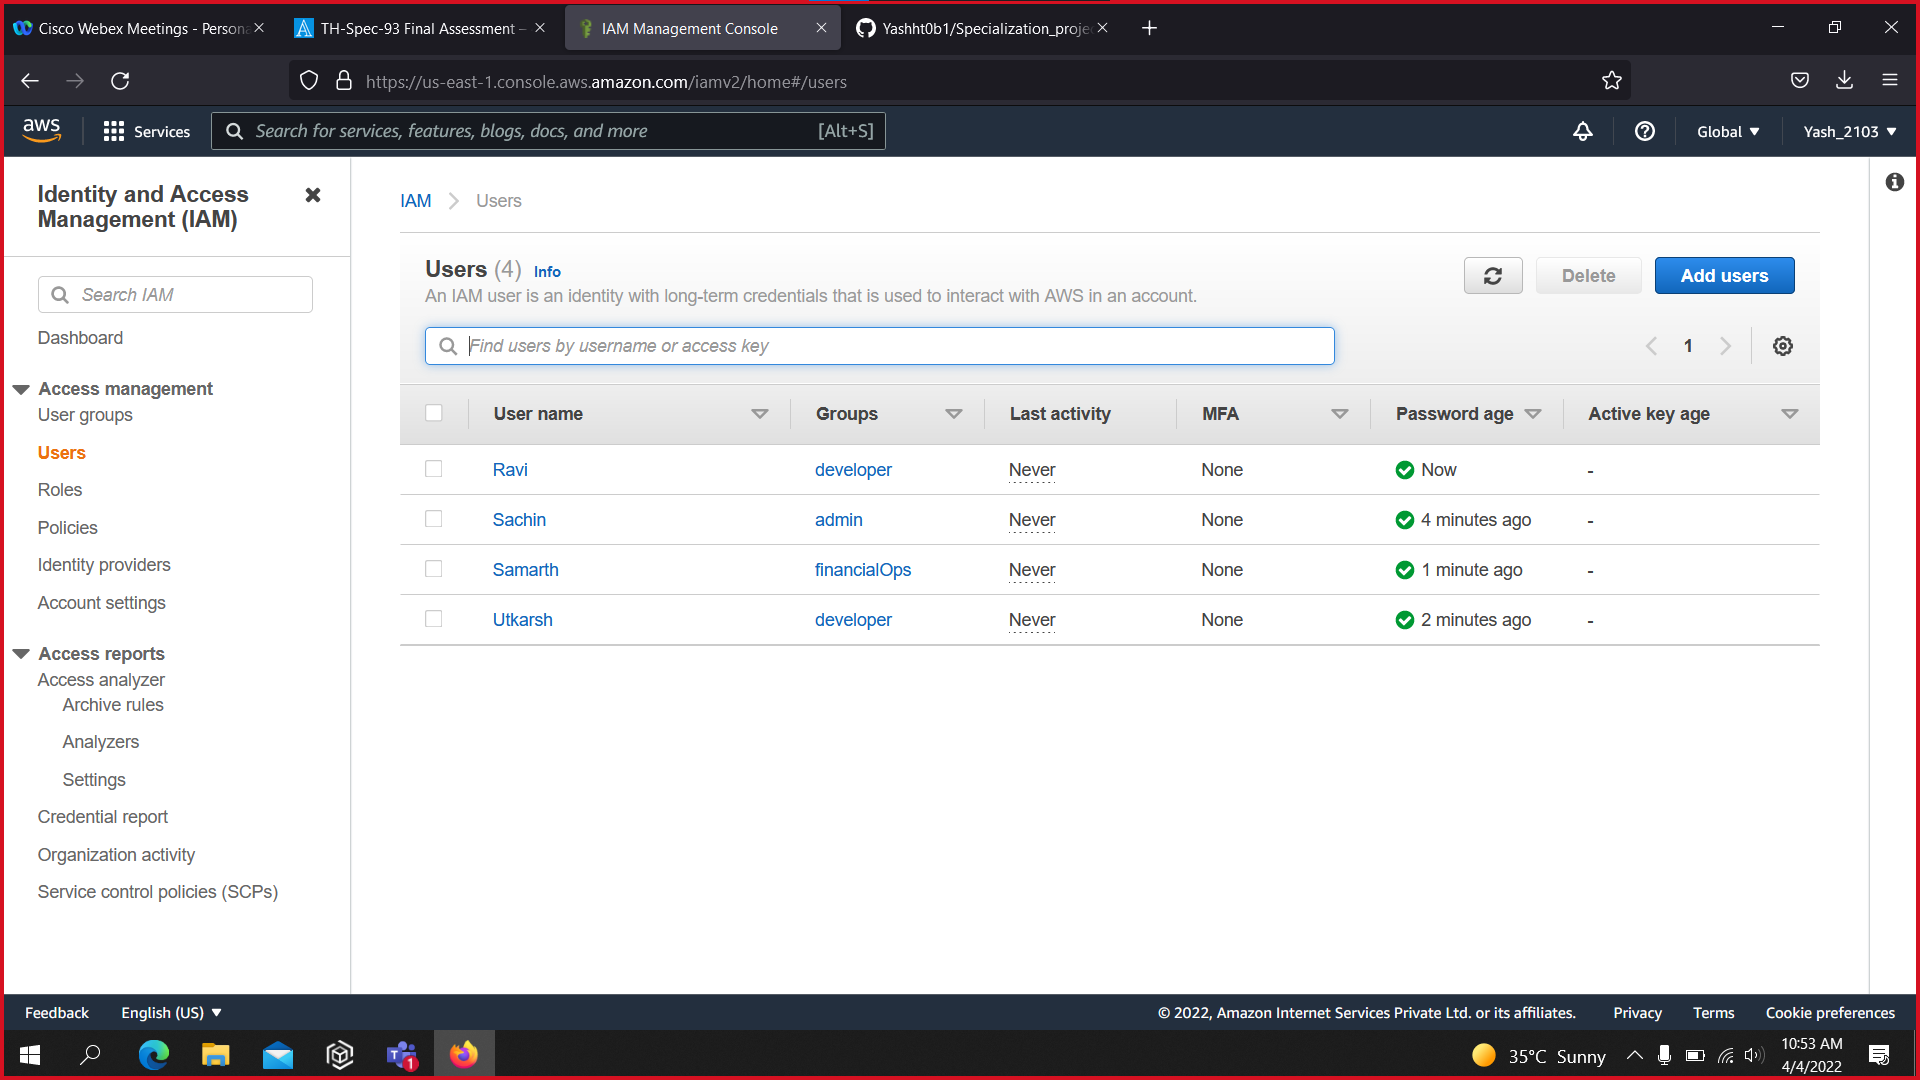 Cisco Webex Meetings - Persona
TH-Spec-93 Final Assessment –
IAM Management Console
Yashht0b1/Specialization_proje
https://us-east-1.console.aws.amazon.com/iamv2/home#/users
aws
Services
Search for services, features, blogs, docs, and more
[Alt+S]
Global
Yash_2103
Identity and Access
Management (IAM)
Search IAM
Dashboard
Access management
User groups
Users
Roles
Policies
Identity providers
Account settings
Access reports
Access analyzer
Archive rules
Analyzers
Settings
Credential report
Organization activity
Service control policies (SCPs)
IAM > Users
Users (4) Info
An IAM user is an identity with long-term credentials that is used to interact with AWS in an account.
Delete
Add users
Find users by username or access key
1
User name Groups Last activity MFA Password age Active key age
Ravi developer Never None Now -
Sachin admin Never None 4 minutes ago -
Samarth financialOps Never None 1 minute ago -
Utkarsh developer Never None 2 minutes ago -
Feedback English (US)
© 2022, Amazon Internet Services Private Ltd. or its affiliates. Privacy Terms Cookie preferences
1
35°C Sunny
10:53 AM
4/4/2022